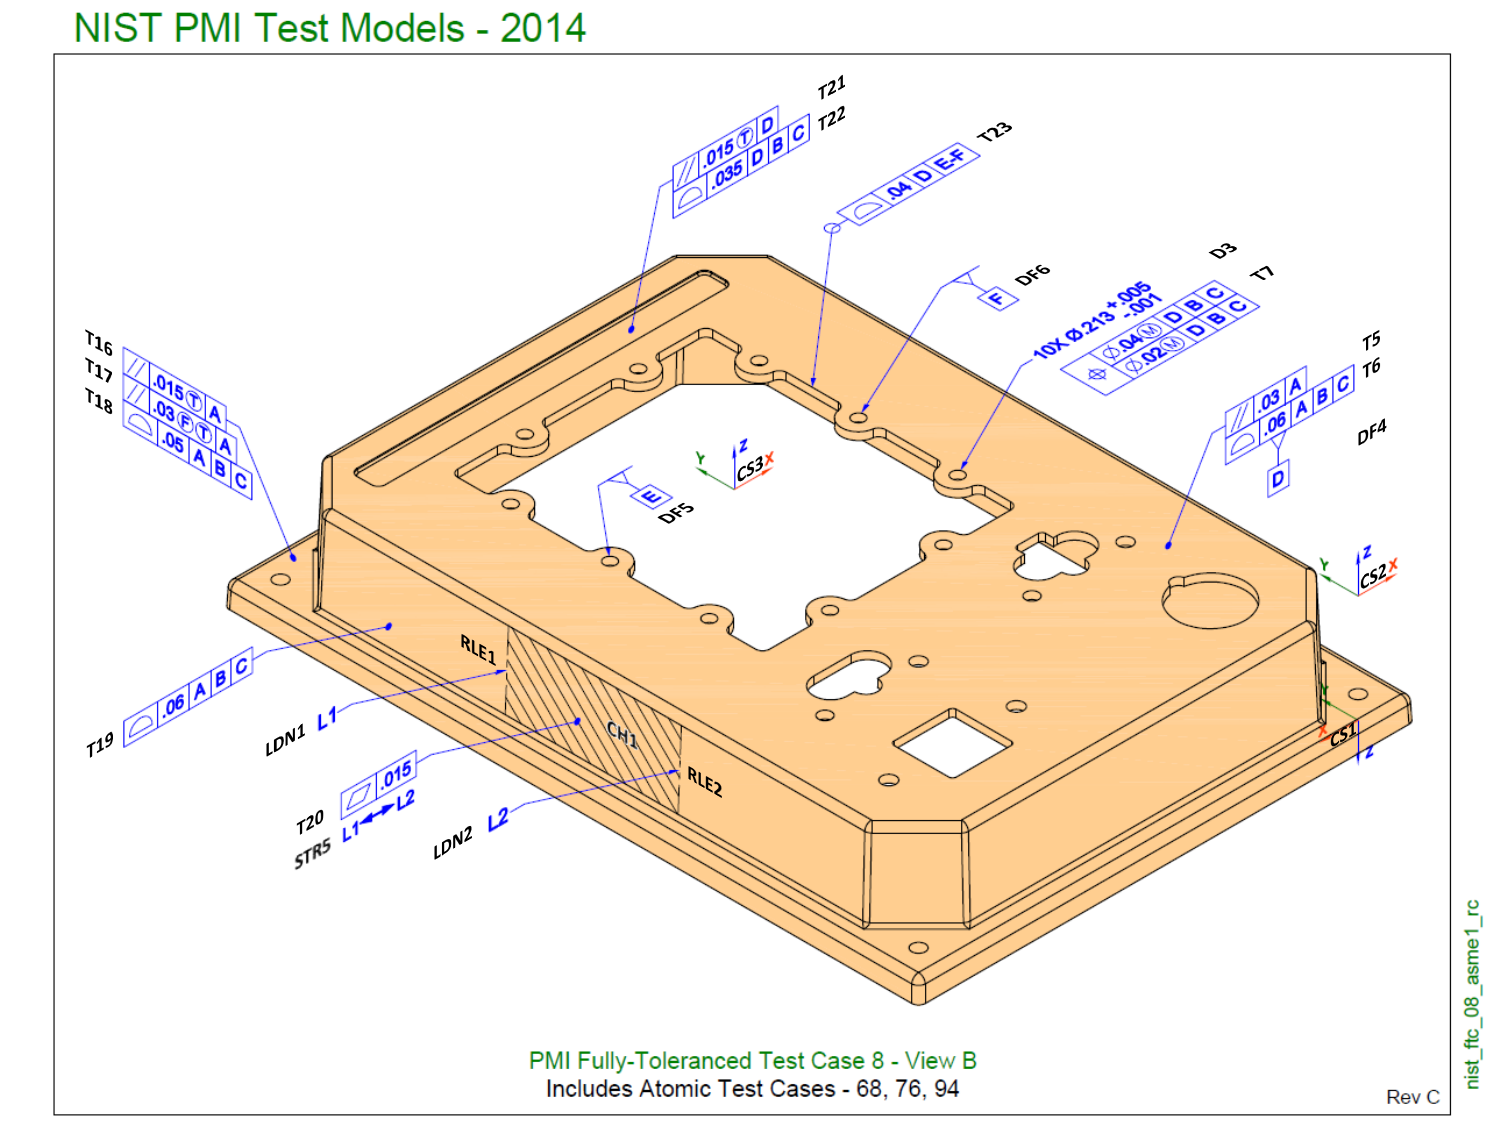 NIST PMI Test Models - 2014
T21
// .015 Ⓣ D
T22
⌓ .035 D B C
T23
⌓ .04 D E-F
DF6
F
D3
10X Ø.213 +.005
-.001
T7
⌖ Ø.04 Ⓜ D B C
Ø.02 Ⓜ D B C
T5
// .03 A
T6
⌓ .06 A B C
DF4
D
T16
// .015 Ⓣ A
T17
// .03 Ⓕ Ⓣ A
T18
⌓ .05 A B C
Z
Y
X
CS3
E
DF5
Z
Y
X
CS2
Y
X
Z
CS1
T19
⌓ .06 A B C
RLE1
LDN1 L1
CH1
RLE2
T20
⏥ .015
STR5 L1 ↔ L2
LDN2 L2
PMI Fully-Toleranced Test Case 8 - View B
Includes Atomic Test Cases - 68, 76, 94
Rev C
nist_ftc_08_asme1_rc